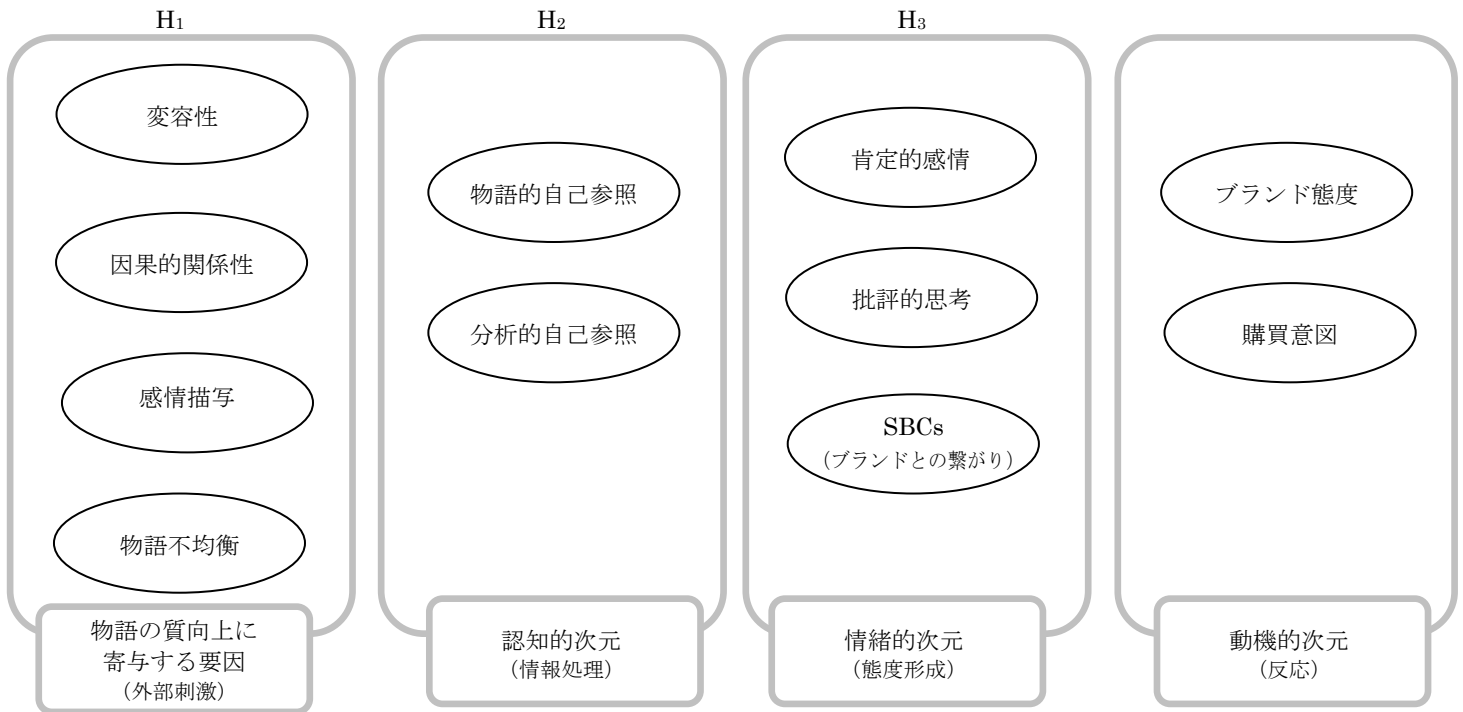 H₁
変容性
因果的関係性
感情描写
物語不均衡
物語の質向上に
寄与する要因
（外部刺激）
H₂
物語的自己参照
分析的自己参照
認知的次元
（情報処理）
H₃
肯定的感情
批評的思考
SBCs
（ブランドとの繋がり）
情緒的次元
（態度形成）
ブランド態度
購買意図
動機的次元
（反応）